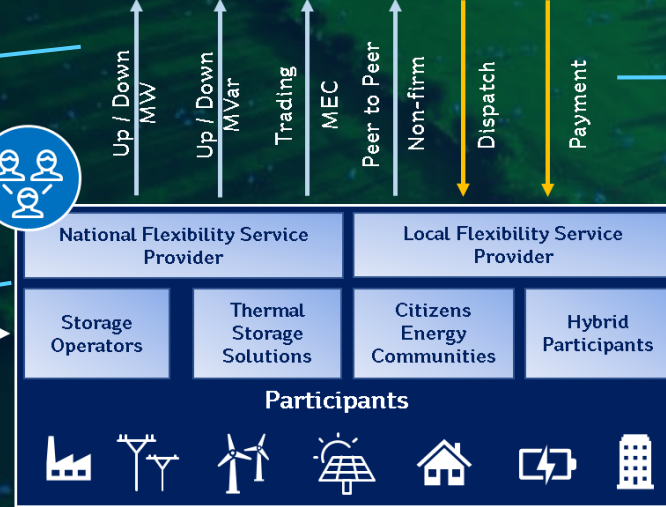 Up / Down
MW
Up / Down
MVar
Trading
MEC
Peer to Peer
Non-firm
Dispatch
Payment
National Flexibility Service
Provider
Local Flexibility Service
Provider
Storage
Operators
Thermal
Storage
Solutions
Citizens
Energy
Communities
Hybrid
Participants
Participants